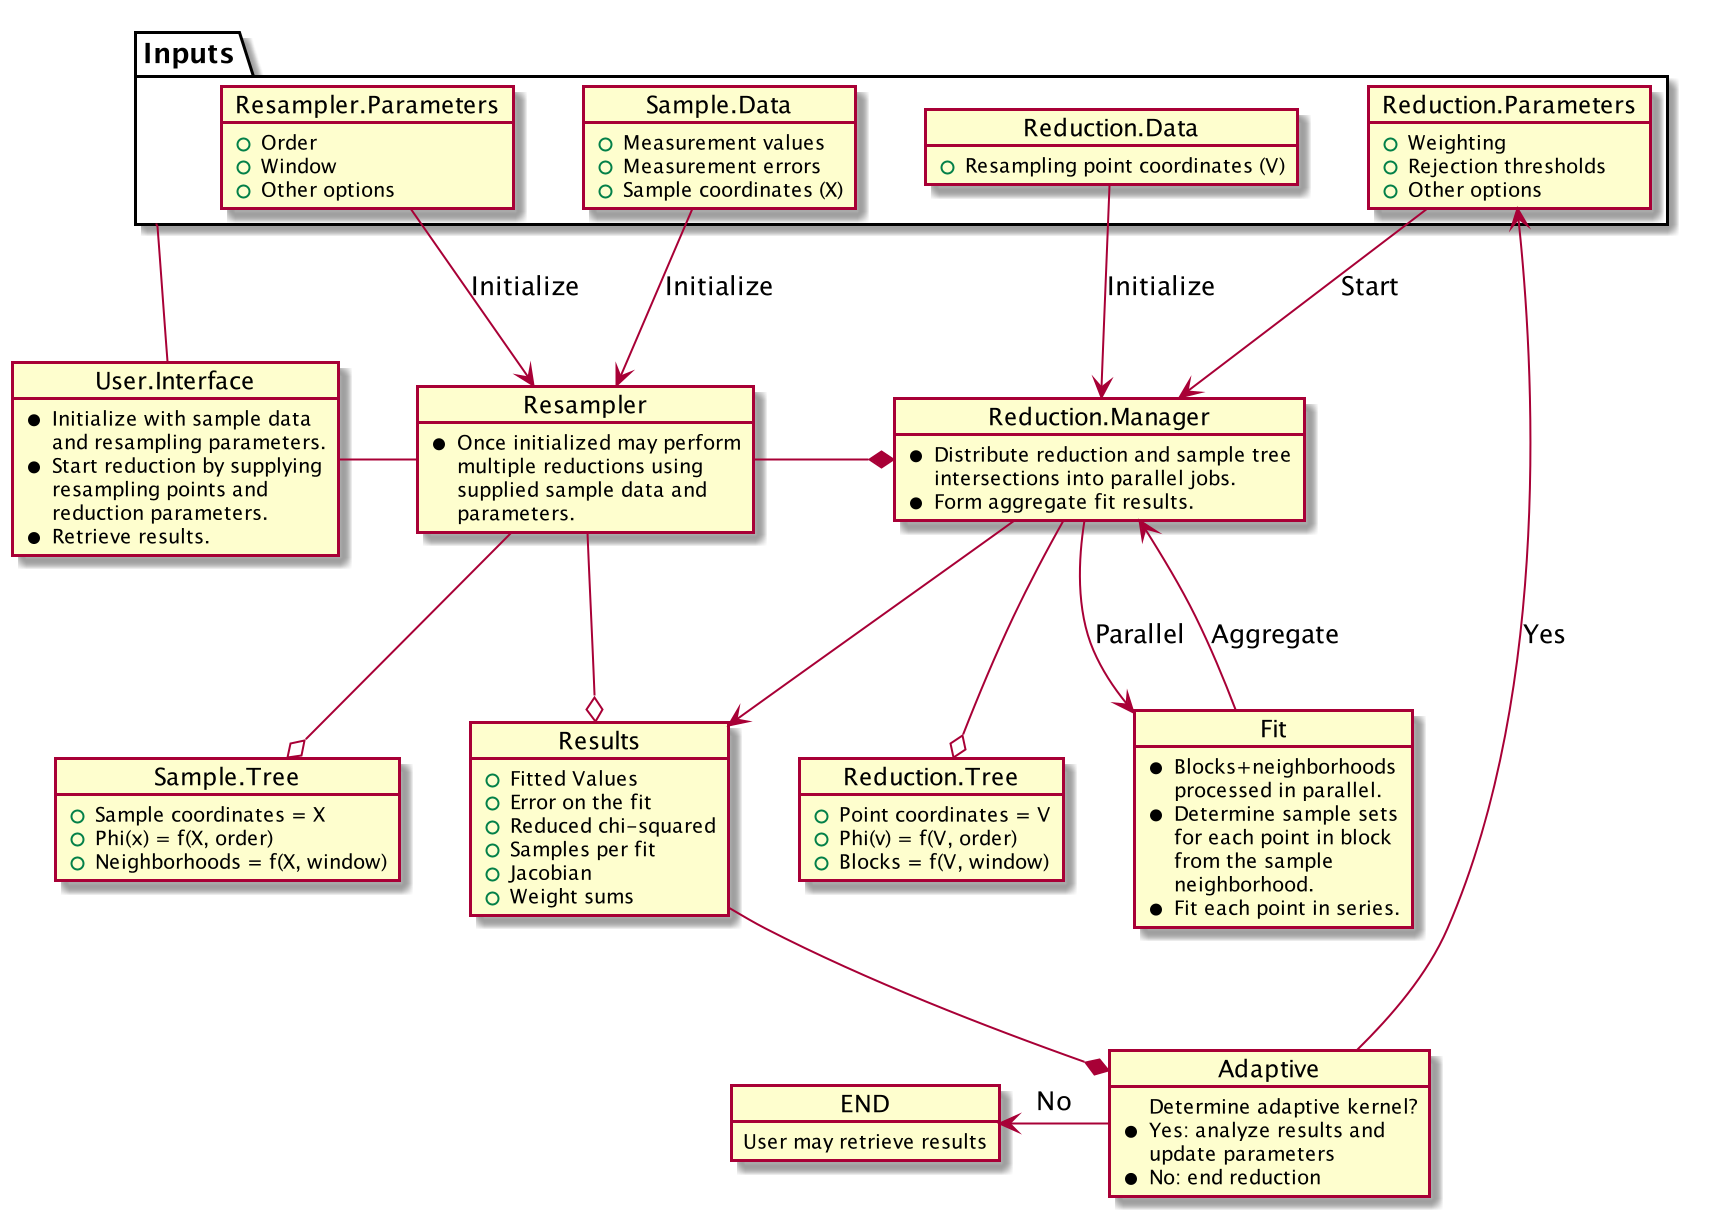 Inputs
Resampler.Parameters
Order
Window
Other options
Sample.Data
Measurement values
Measurement errors
Sample coordinates (X)
Reduction.Data
Resampling point coordinates (V)
Reduction.Parameters
Weighting
Rejection thresholds
Other options
Initialize
Initialize
Initialize
Start
User.Interface
Initialize with sample data
and resampling parameters.
Start reduction by supplying
resampling points and
reduction parameters.
Retrieve results.
Resampler
Once initialized may perform
multiple reductions using
supplied sample data and
parameters.
Reduction.Manager
Distribute reduction and sample tree
intersections into parallel jobs.
Form aggregate fit results.
Parallel
Aggregate
Yes
Sample.Tree
Sample coordinates = X
Phi(x) = f(X, order)
Neighborhoods = f(X, window)
Results
Fitted Values
Error on the fit
Reduced chi-squared
Samples per fit
Jacobian
Weight sums
Reduction.Tree
Point coordinates = V
Phi(v) = f(V, order)
Blocks = f(V, window)
Fit
Blocks+neighborhoods
processed in parallel.
Determine sample sets
for each point in block
from the sample
neighborhood.
Fit each point in series.
END
User may retrieve results
No
Adaptive
Determine adaptive kernel?
Yes: analyze results and
update parameters
No: end reduction